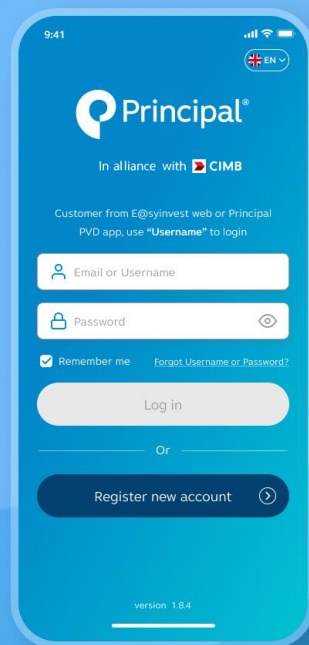 9:41
EN
Principal®
In alliance with CIMB
Customer from E@syinvest web or Principal
PVD app, use “Username” to login
Email or Username
Password
Remember me Forgot Username or Password?
Log in
Or
Register new account
version 1.8.4